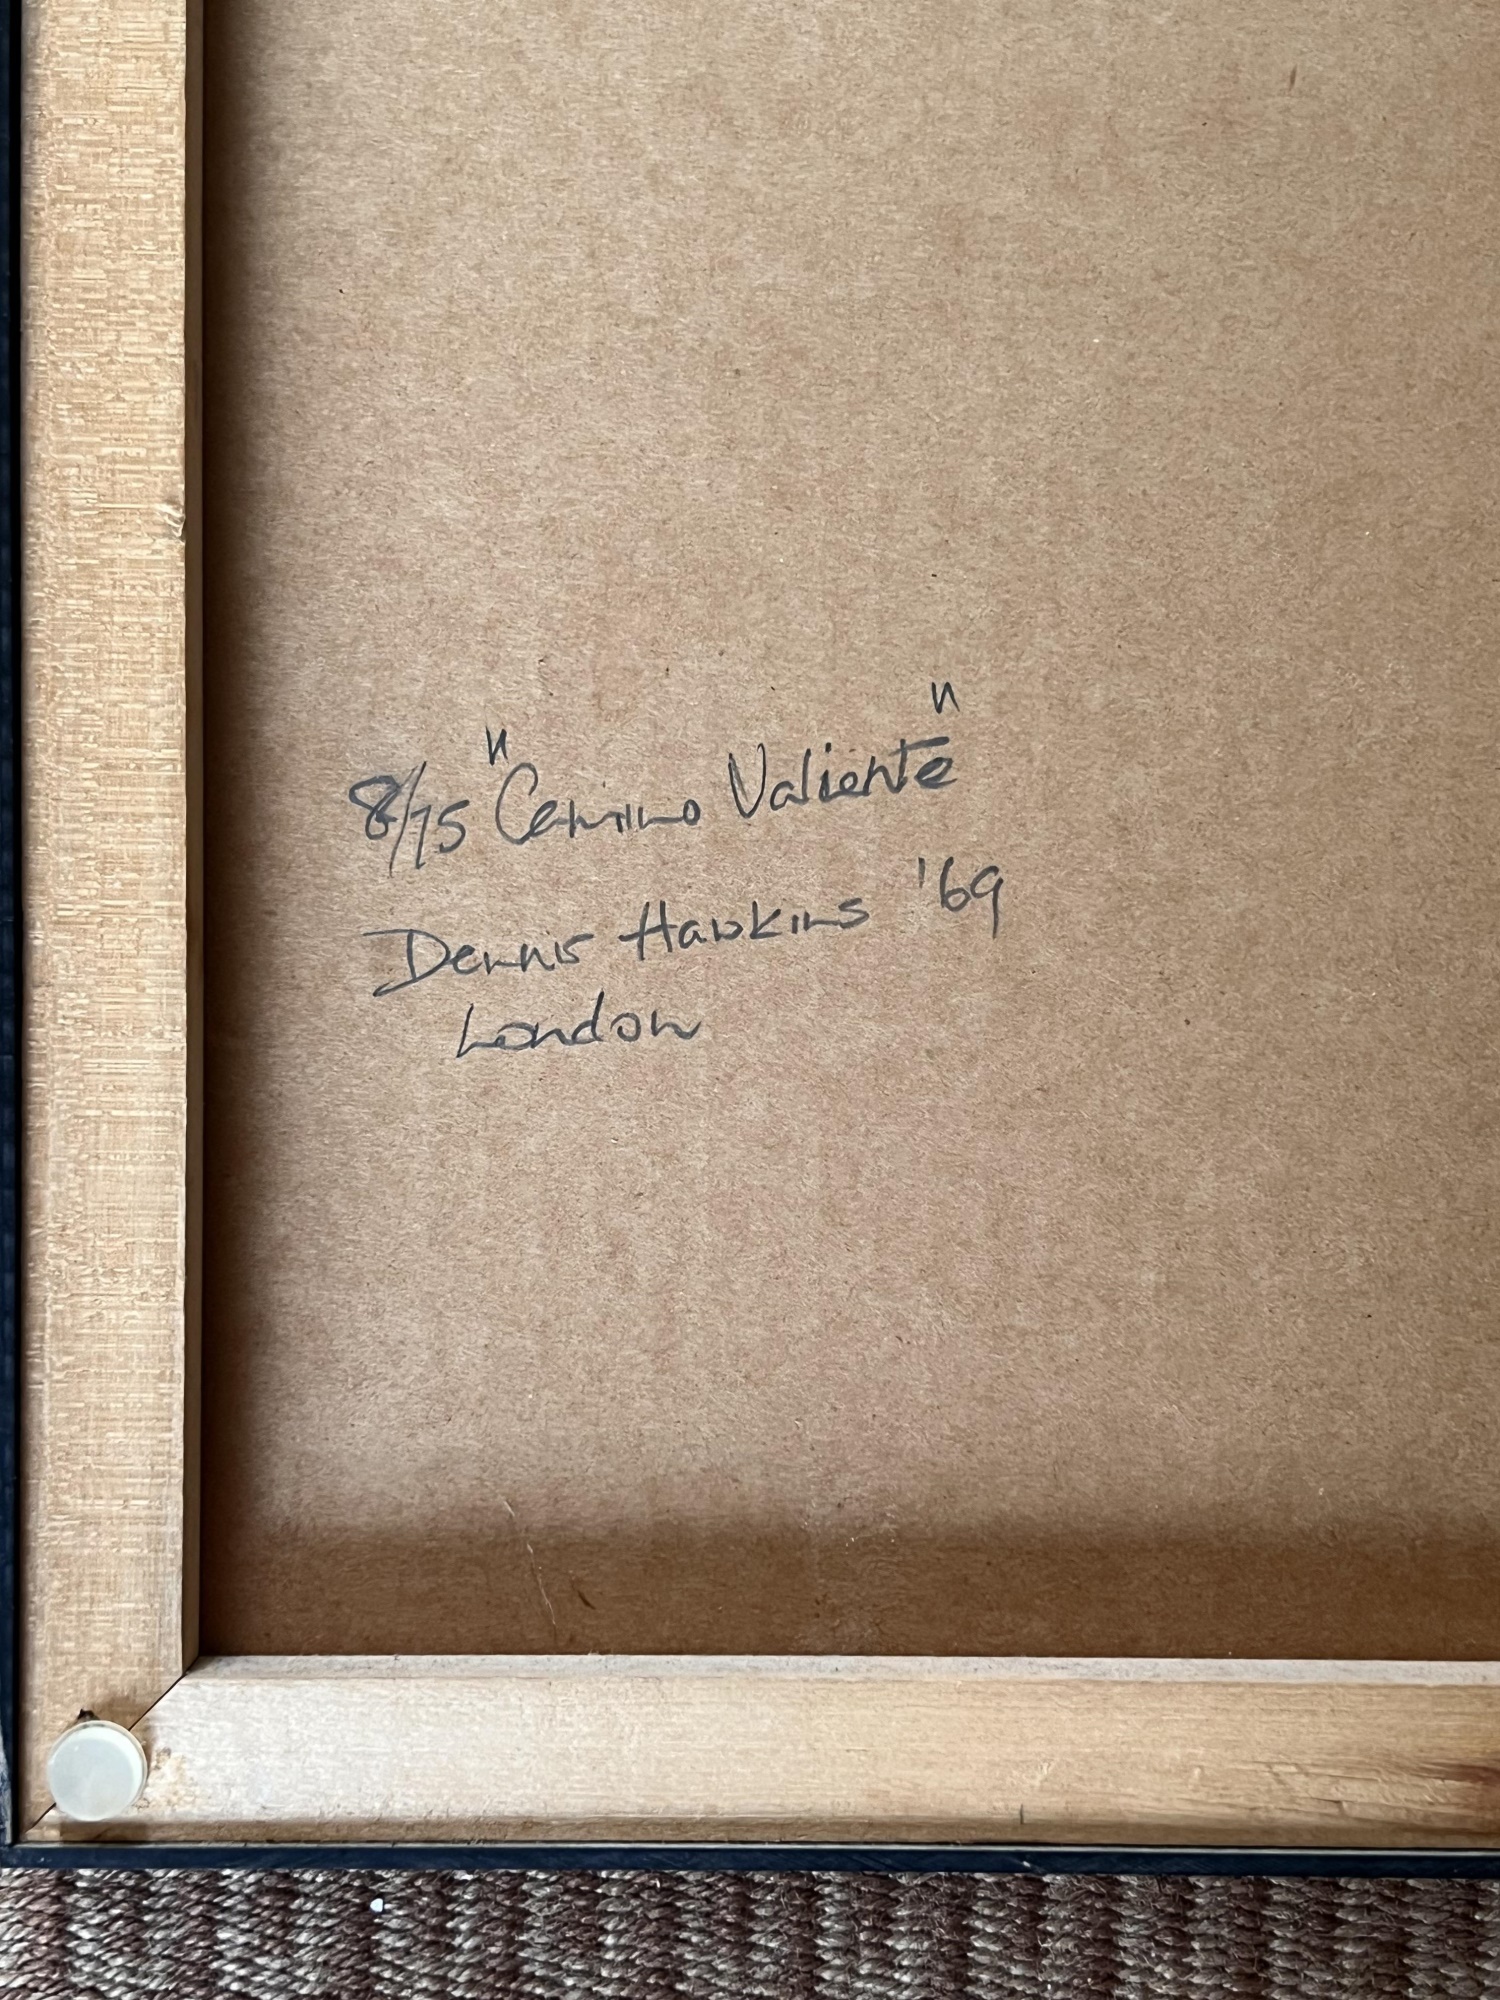 8/75 "Camino Valiente"
Dennis Hawkins '69
London